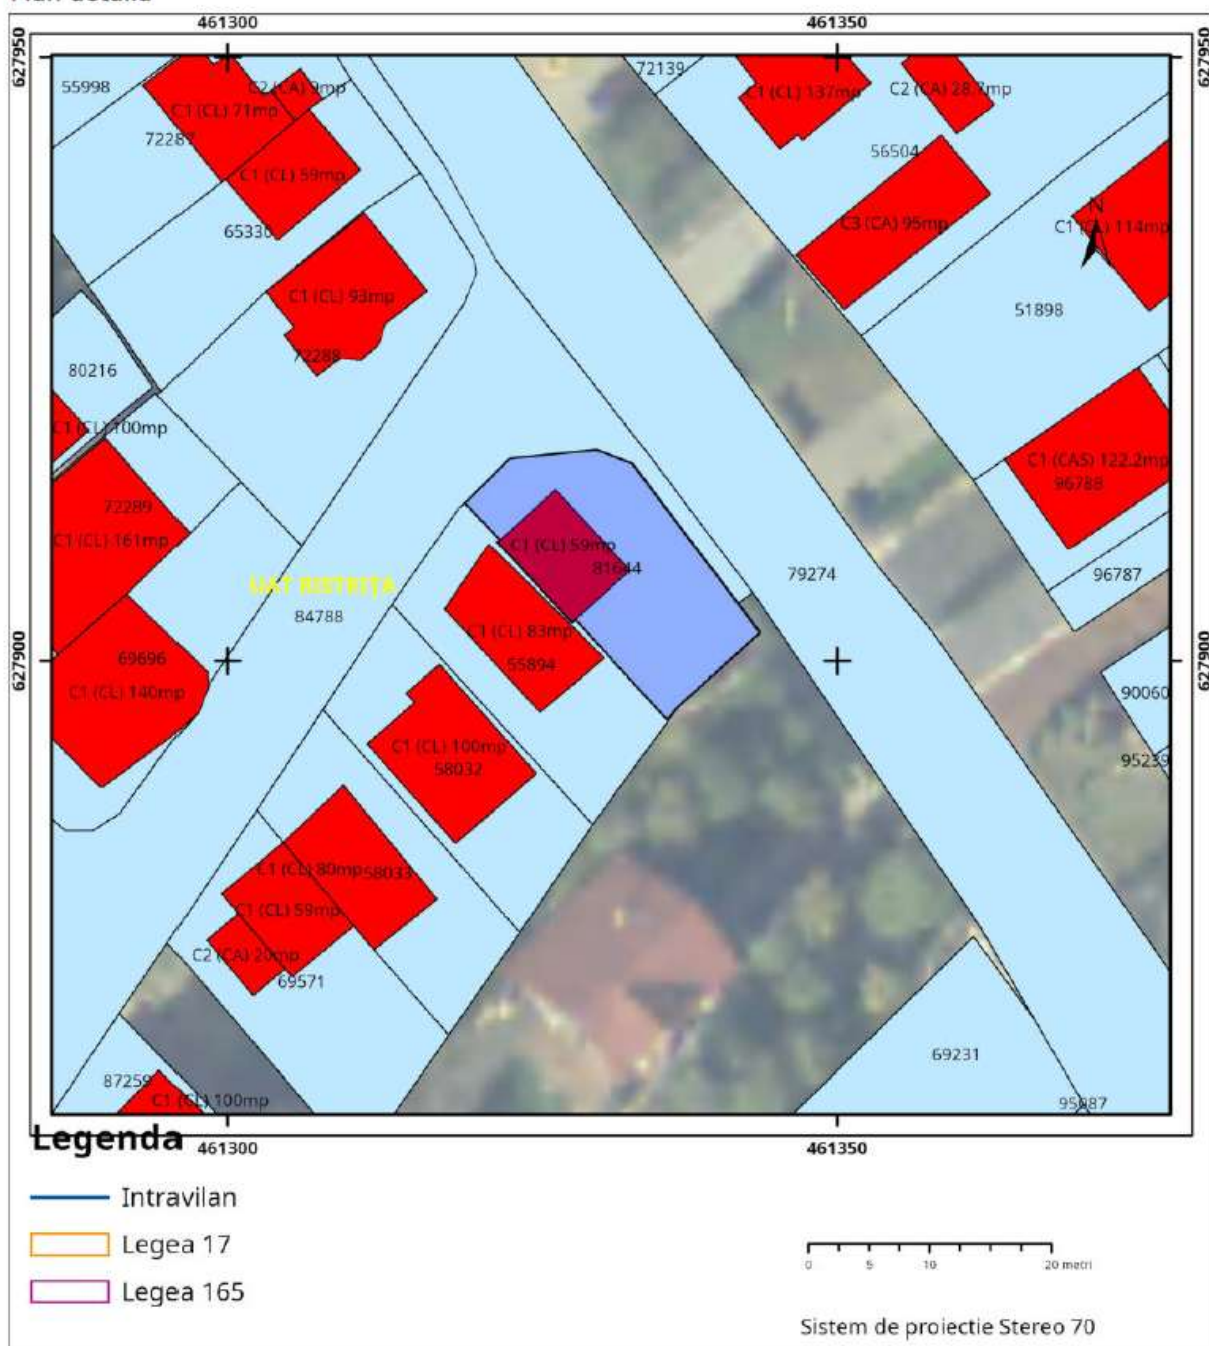 461300
461350
627950
627950
55998
C2 (CA) 9mp
C1 (CL) 71mp
72287
C1 (CL) 59mp
65330
72139
C1 (CL) 137mp
C2 (CA) 28.7mp
56504
C3 (CA) 95mp
N
C1 (CL) 114mp
51898
C1 (CL) 93mp
72288
80216
C1 (CL) 100mp
72289
C1 (CL) 161mp
C1 (CAS) 122.2mp
96788
C1 (CL) 59mp
81644
79274
96787
UAT BISTRIȚA
84788
C1 (CL) 83mp
55894
627900
627900
69696
C1 (CL) 140mp
90060
95239
C1 (CL) 100mp
58032
C1 (CL) 80mp
58033
C1 (CL) 59mp
C2 (CA) 20mp
69571
69231
87259
C1 (CL) 100mp
461300
461350
Legenda
Intravilan
Legea 17
Legea 165
0 5 10 20 metri
Sistem de proiectie Stereo 70